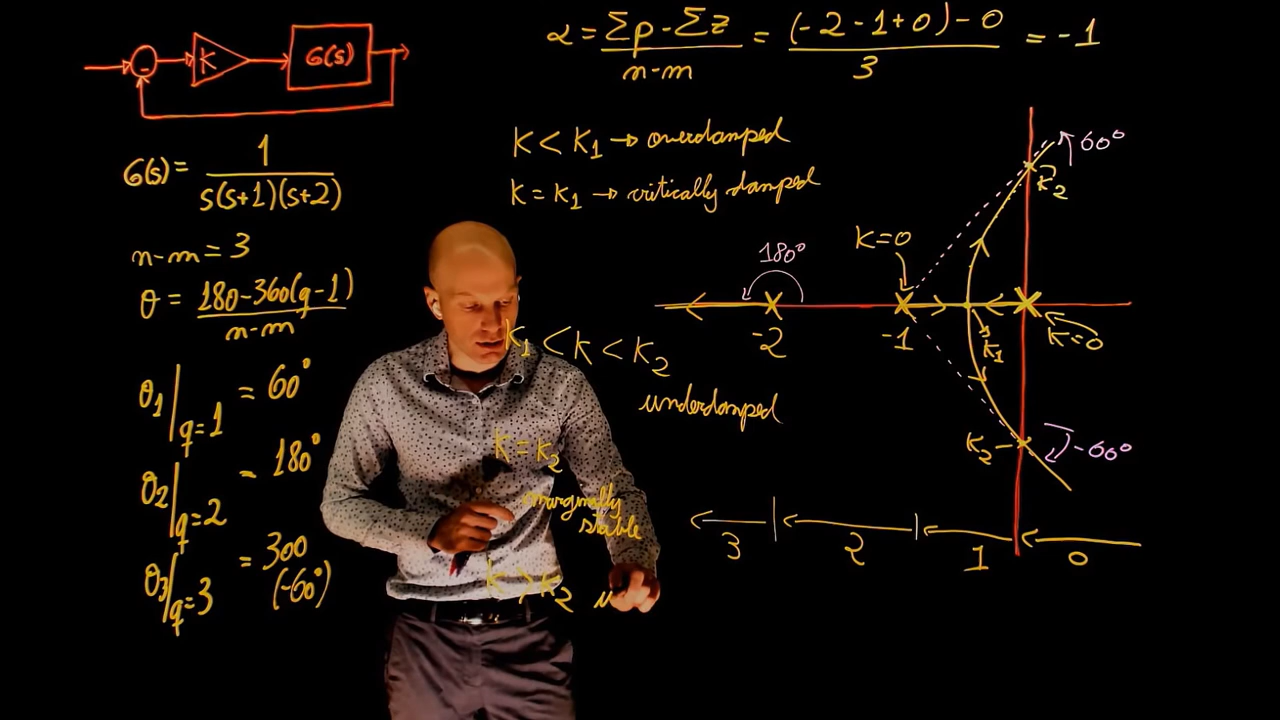 K
G(s)
-
α = Σp - Σz / n-m = (-2-1+0)-0 / 3 = -1
G(s) = 1 / s(s+1)(s+2)
n-m = 3
θ = 180-360(q-1) / n-m
θ1 | q=1 = 60°
θ2 | q=2 = 180°
θ3 | q=3 = 300 (-60°)
K < K1 → overdamped
K = K1 → critically damped
K1 < K < K2
underdamped
K = K2
marginally
stable
K > K2 u
60°
K2
180°
K=0
-2
-1
K1
K=0
K2
-60°
3
2
1
0